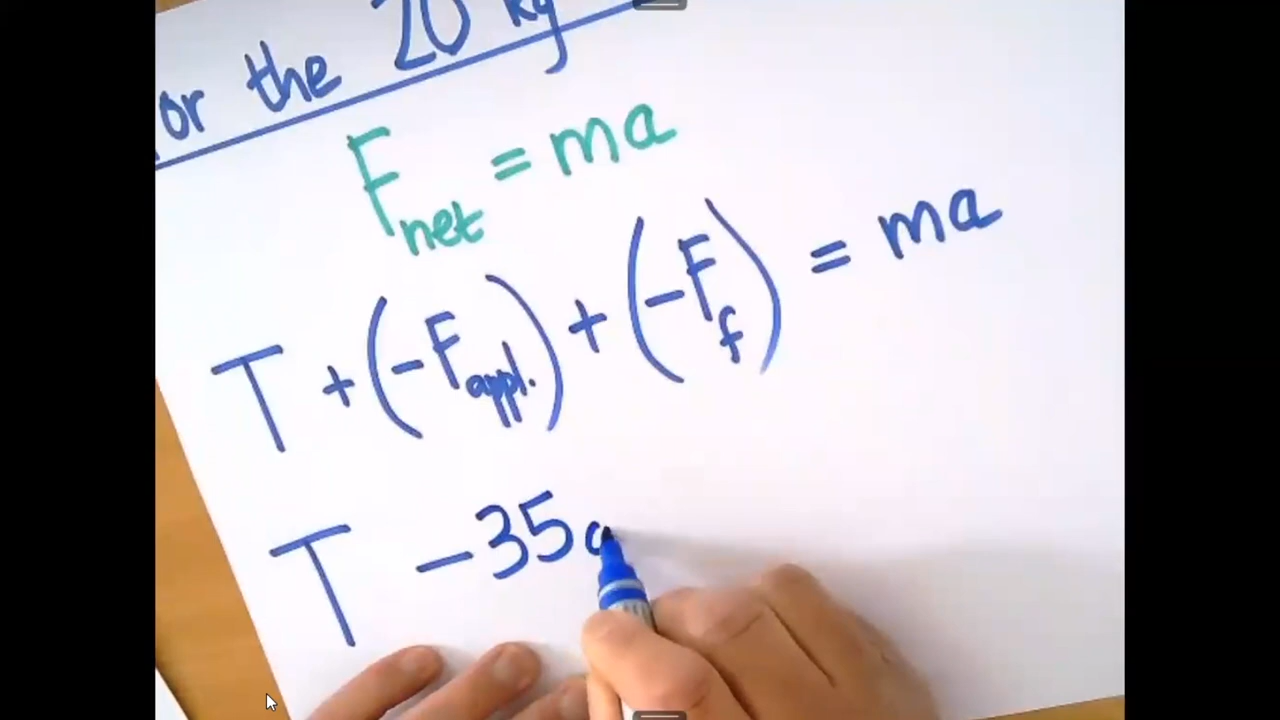 or the 20 kg
F_net = ma
T + (-F_appl.) + (-F_f) = ma
T - 35